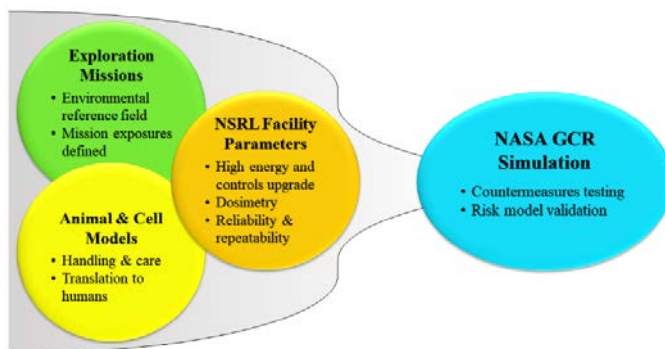 Exploration
Missions
• Environmental
reference field
• Mission exposures
defined
NSRL Facility
Parameters
• High energy and
controls upgrade
• Dosimetry
• Reliability &
repeatability
Animal & Cell
Models
• Handling & care
• Translation to
humans
NASA GCR
Simulation
• Countermeasures testing
• Risk model validation